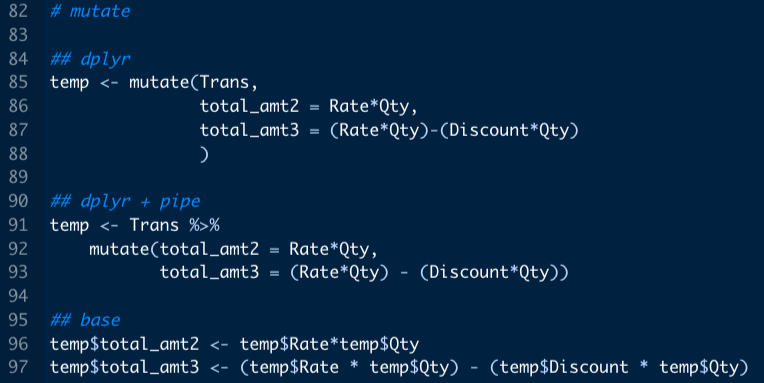 82 # mutate
83
84 ## dplyr
85 temp <- mutate(Trans,
86                total_amt2 = Rate*Qty,
87                total_amt3 = (Rate*Qty)-(Discount*Qty)
88                )
89
90 ## dplyr + pipe
91 temp <- Trans %>%
92     mutate(total_amt2 = Rate*Qty,
93            total_amt3 = (Rate*Qty) - (Discount*Qty))
94
95 ## base
96 temp$total_amt2 <- temp$Rate*temp$Qty
97 temp$total_amt3 <- (temp$Rate * temp$Qty) - (temp$Discount * temp$Qty)